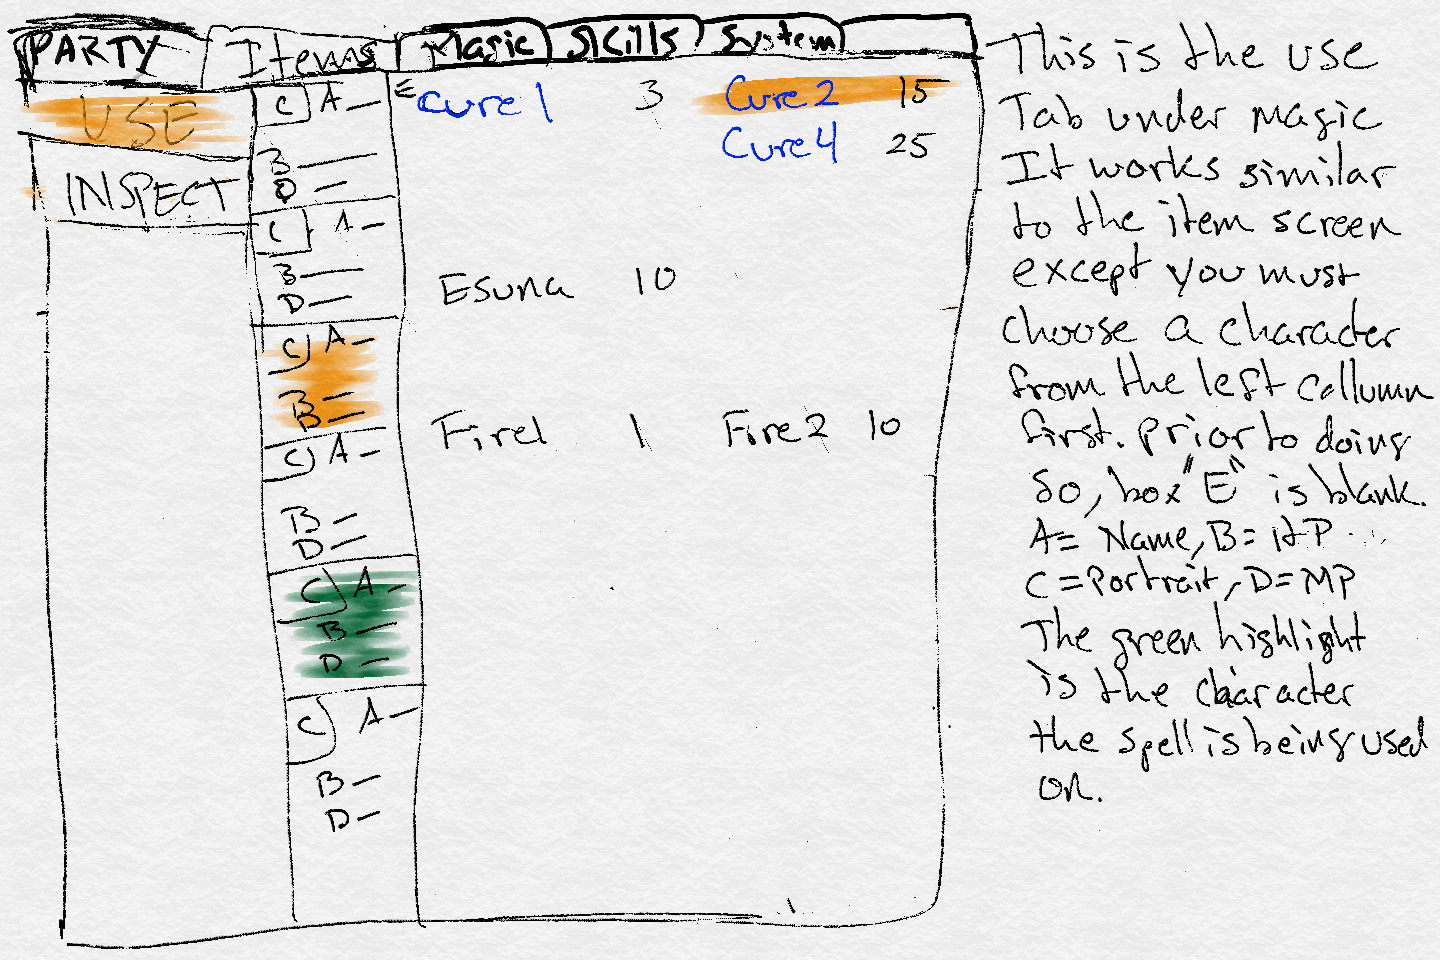 PARTY Items Magic Skills System
USE
INSPECT
C A
B
D
C A
B
D
C A
B
B
C A
B
D
C A
B
D
C A
B
D
E
Cure 1 3 Cure 2 15
Cure 4 25
Esuna 10
Fire1 1 Fire 2 10
This is the use
Tab under magic
It works similar
to the item screen
except you must
choose a character
from the left callumn
first. prior to doing
so, box "E" is blank.
A= Name, B= HP
C = Portrait, D= MP
The green highlight
is the character
the spell is being used
on.